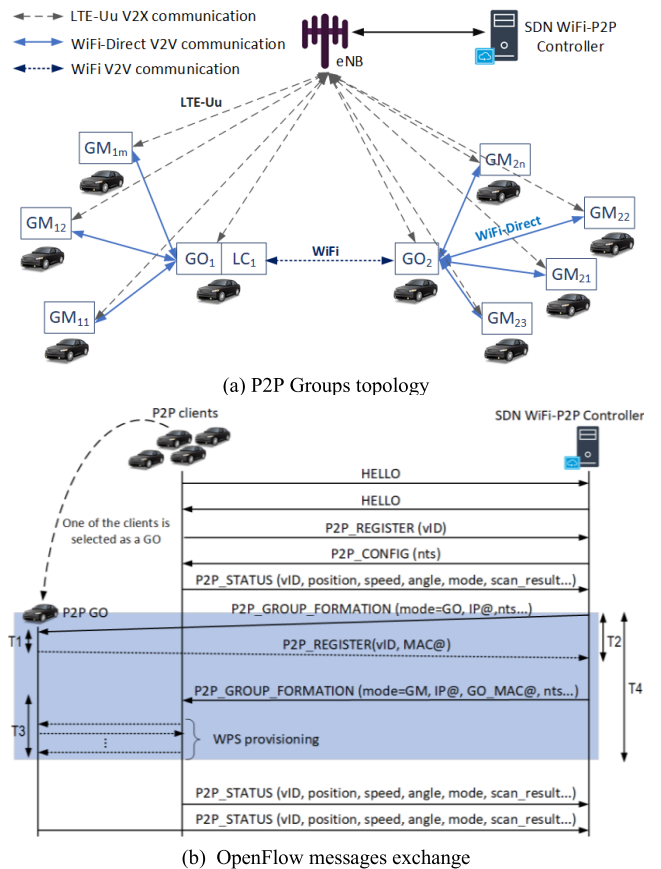 LTE-Uu V2X communication
WiFi-Direct V2V communication
WiFi V2V communication
eNB
SDN WiFi-P2P
Controller
LTE-Uu
GM1m
GM2n
GM12
GM22
WiFi-Direct
GO1
LC1
WiFi
GO2
GM21
GM11
GM23
(a) P2P Groups topology
P2P clients
SDN WiFi-P2P Controller
HELLO
HELLO
One of the clients is
selected as a GO
P2P_REGISTER (vID)
P2P_CONFIG (nts)
P2P_STATUS (vID, position, speed, angle, mode, scan_result...)
P2P GO
P2P_GROUP_FORMATION (mode=GO, IP@,nts...)
T1
P2P_REGISTER(vID, MAC@)
T2
T4
P2P_GROUP_FORMATION (mode=GM, IP@, GO_MAC@, nts...)
T3
WPS provisioning
P2P_STATUS (vID, position, speed, angle, mode, scan_result...)
P2P_STATUS (vID, position, speed, angle, mode, scan_result...)
(b) OpenFlow messages exchange